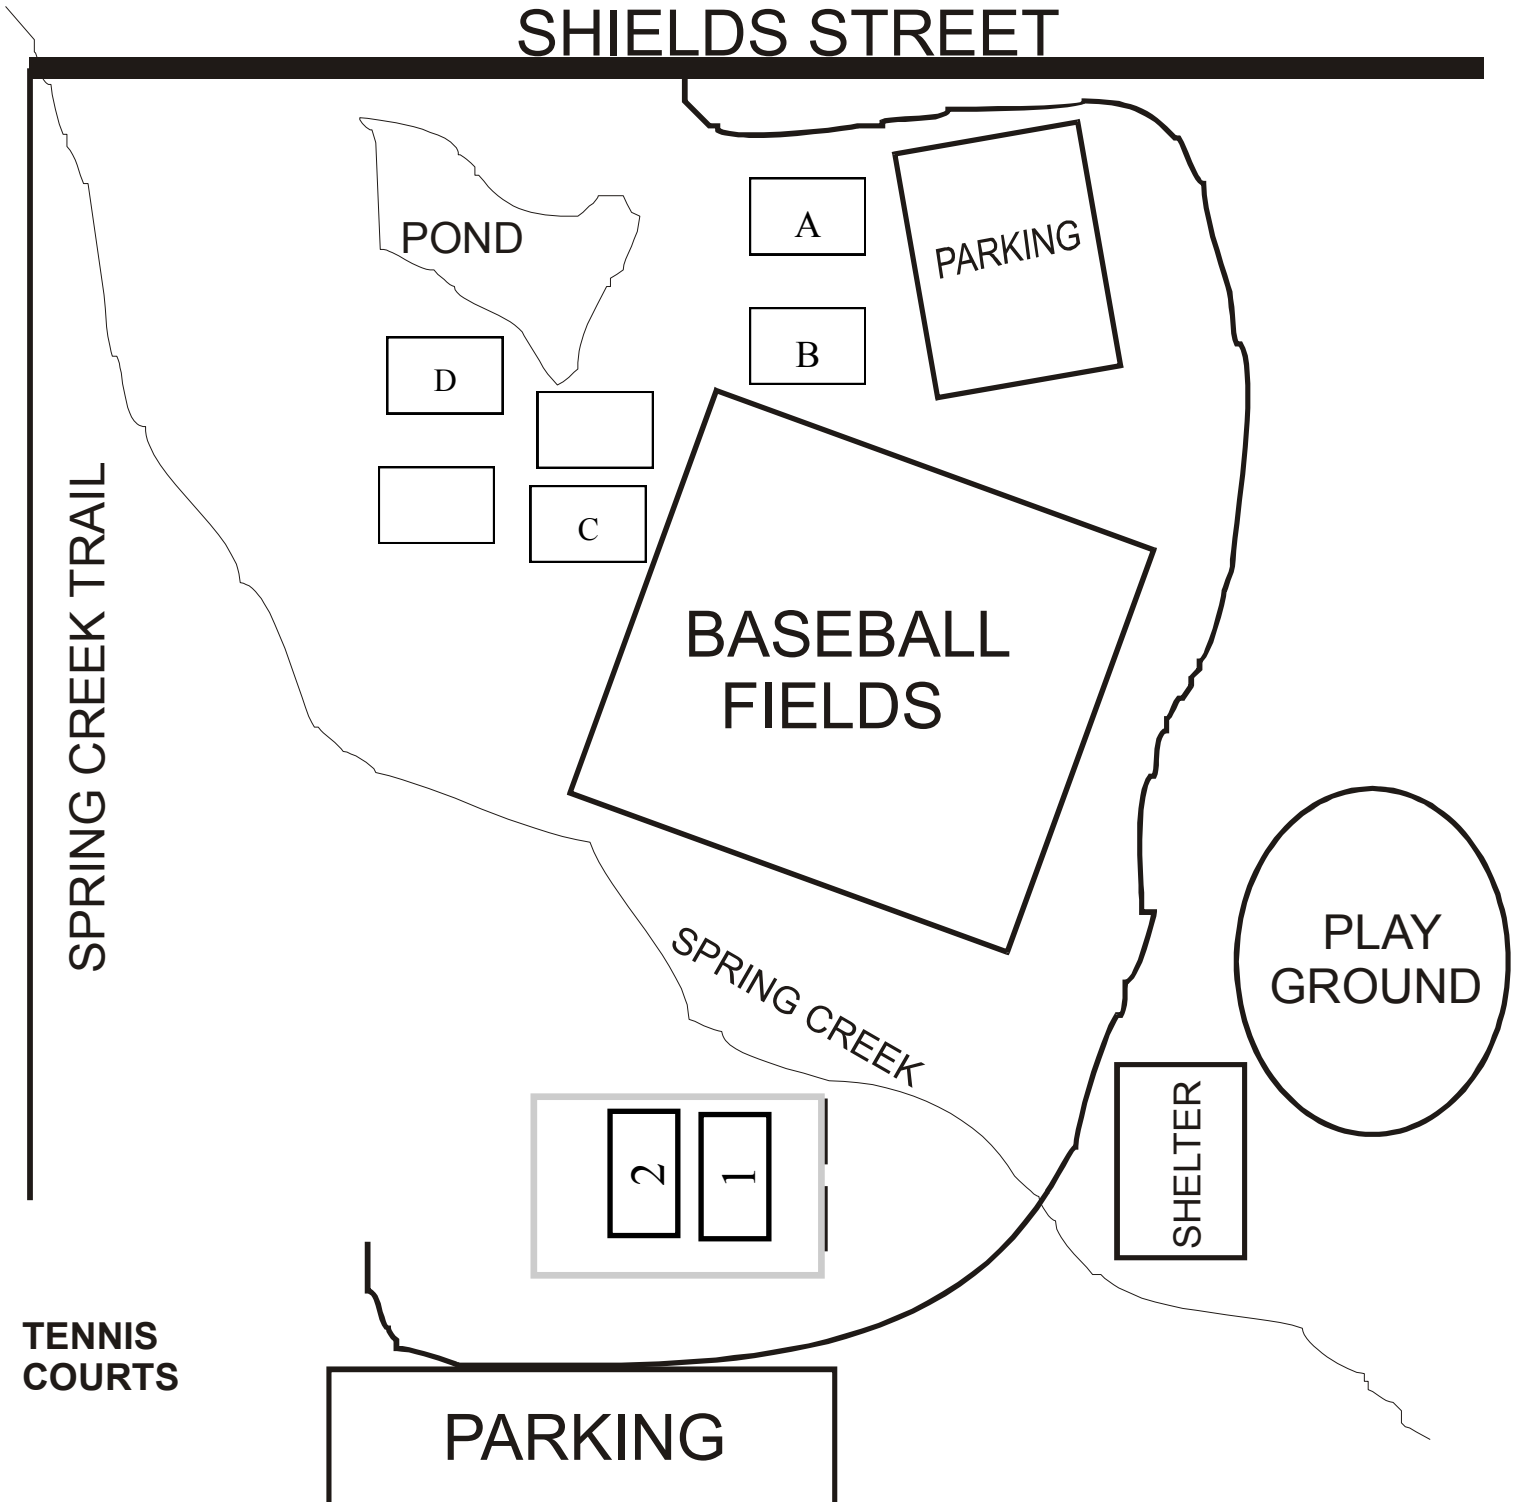 SHIELDS STREET
POND
A
PARKING
B
D
C
SPRING CREEK TRAIL
BASEBALL
FIELDS
SPRING CREEK
PLAY
GROUND
SHELTER
2
1
TENNIS
COURTS
PARKING